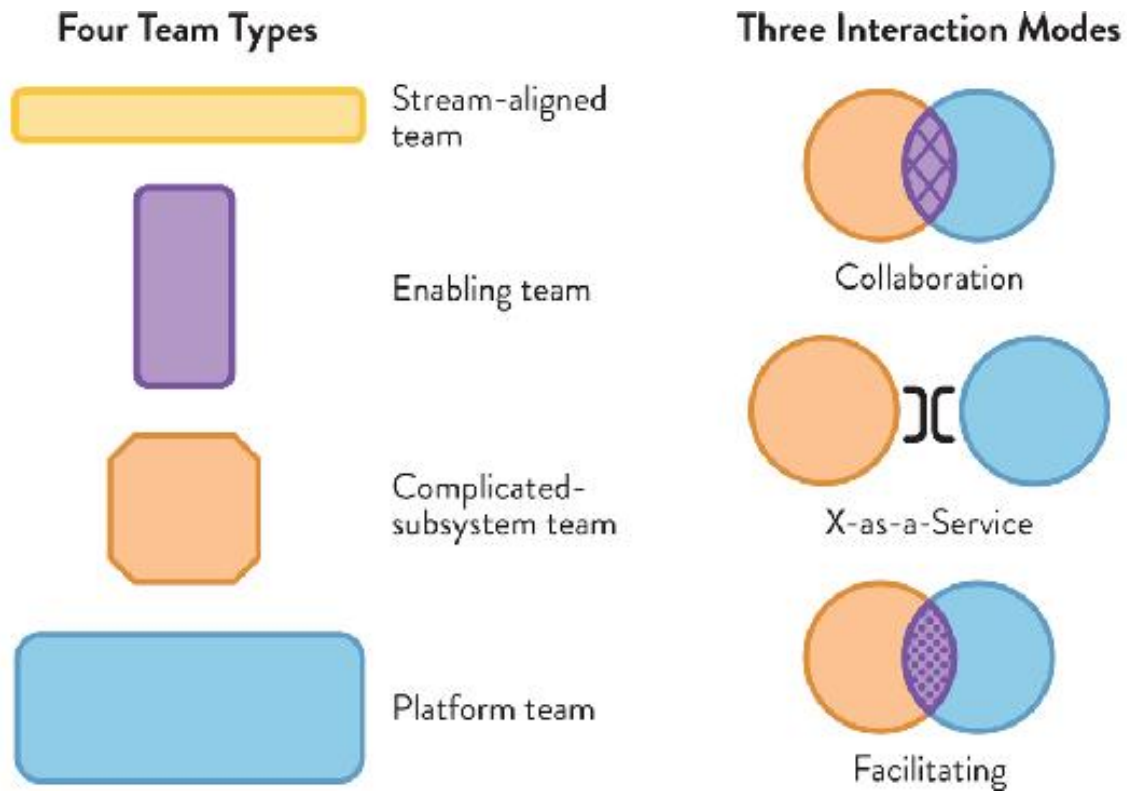 Four Team Types
Stream-aligned
team
Enabling team
Complicated-
subsystem team
Platform team
Three Interaction Modes
Collaboration
X-as-a-Service
Facilitating